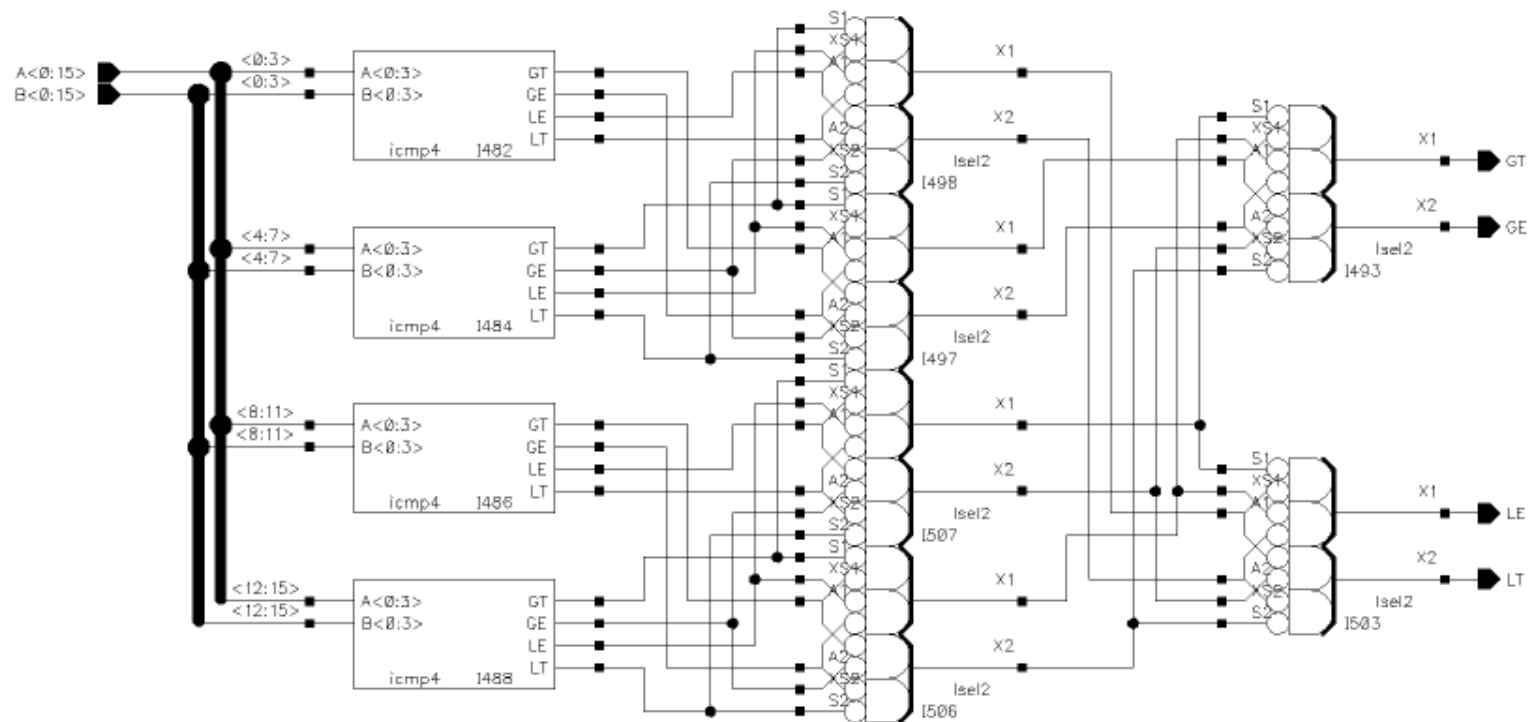 A<0:15>
B<0:15>
<0:3>
<0:3>
A<0:3>
B<0:3>
GT
GE
LE
LT
icmp4 I482
<4:7>
<4:7>
A<0:3>
B<0:3>
GT
GE
LE
LT
icmp4 I484
<8:11>
<8:11>
A<0:3>
B<0:3>
GT
GE
LE
LT
icmp4 I486
<12:15>
<12:15>
A<0:3>
B<0:3>
GT
GE
LE
LT
icmp4 I488
S1
XS1
A1
A2
XS2
S2
X1
X2
lsel2
I498
S1
XS1
A1
A2
XS2
S2
X1
X2
lsel2
I497
S1
XS1
A1
A2
XS2
S2
X1
X2
lsel2
I507
S1
XS1
A1
A2
XS2
S2
X1
X2
lsel2
I506
S1
XS1
A1
A2
XS2
S2
X1
X2
GT
GE
lsel2
I493
S1
XS1
A1
A2
XS2
S2
X1
X2
LE
LT
lsel2
I503